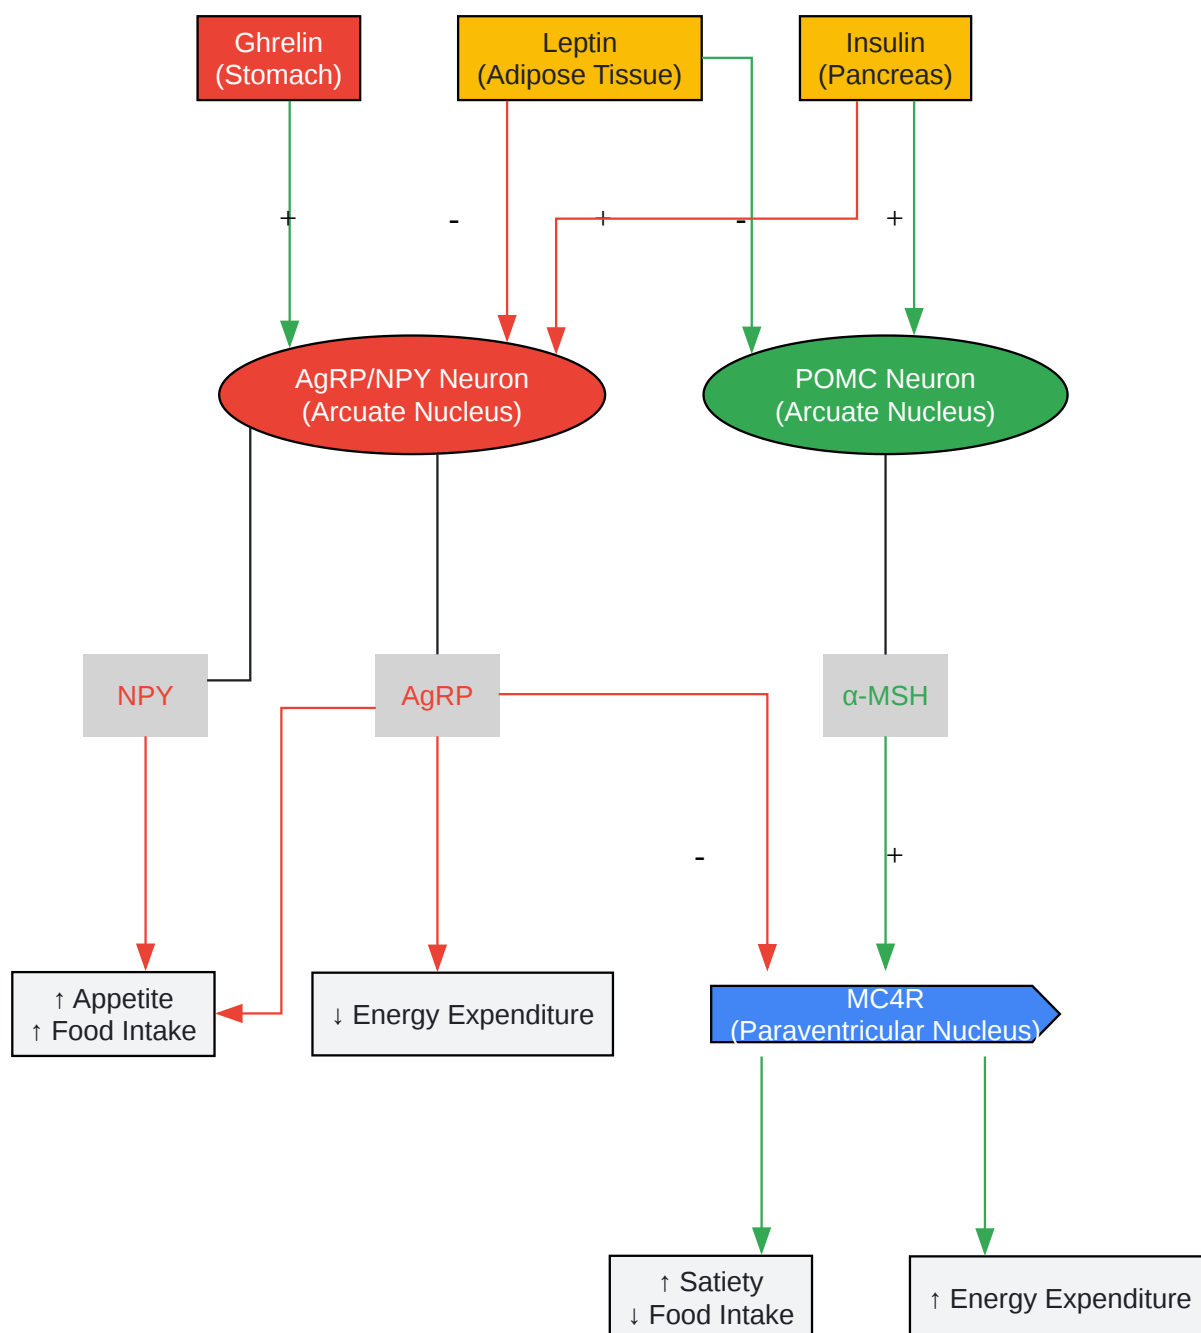 Ghrelin
(Stomach)
Leptin
(Adipose Tissue)
Insulin
(Pancreas)
+
-
+
-
+
AgRP/NPY Neuron
(Arcuate Nucleus)
POMC Neuron
(Arcuate Nucleus)
NPY
AgRP
α-MSH
-
+
↑ Appetite
↑ Food Intake
↓ Energy Expenditure
MC4R
(Paraventricular Nucleus)
↑ Satiety
↓ Food Intake
↑ Energy Expenditure